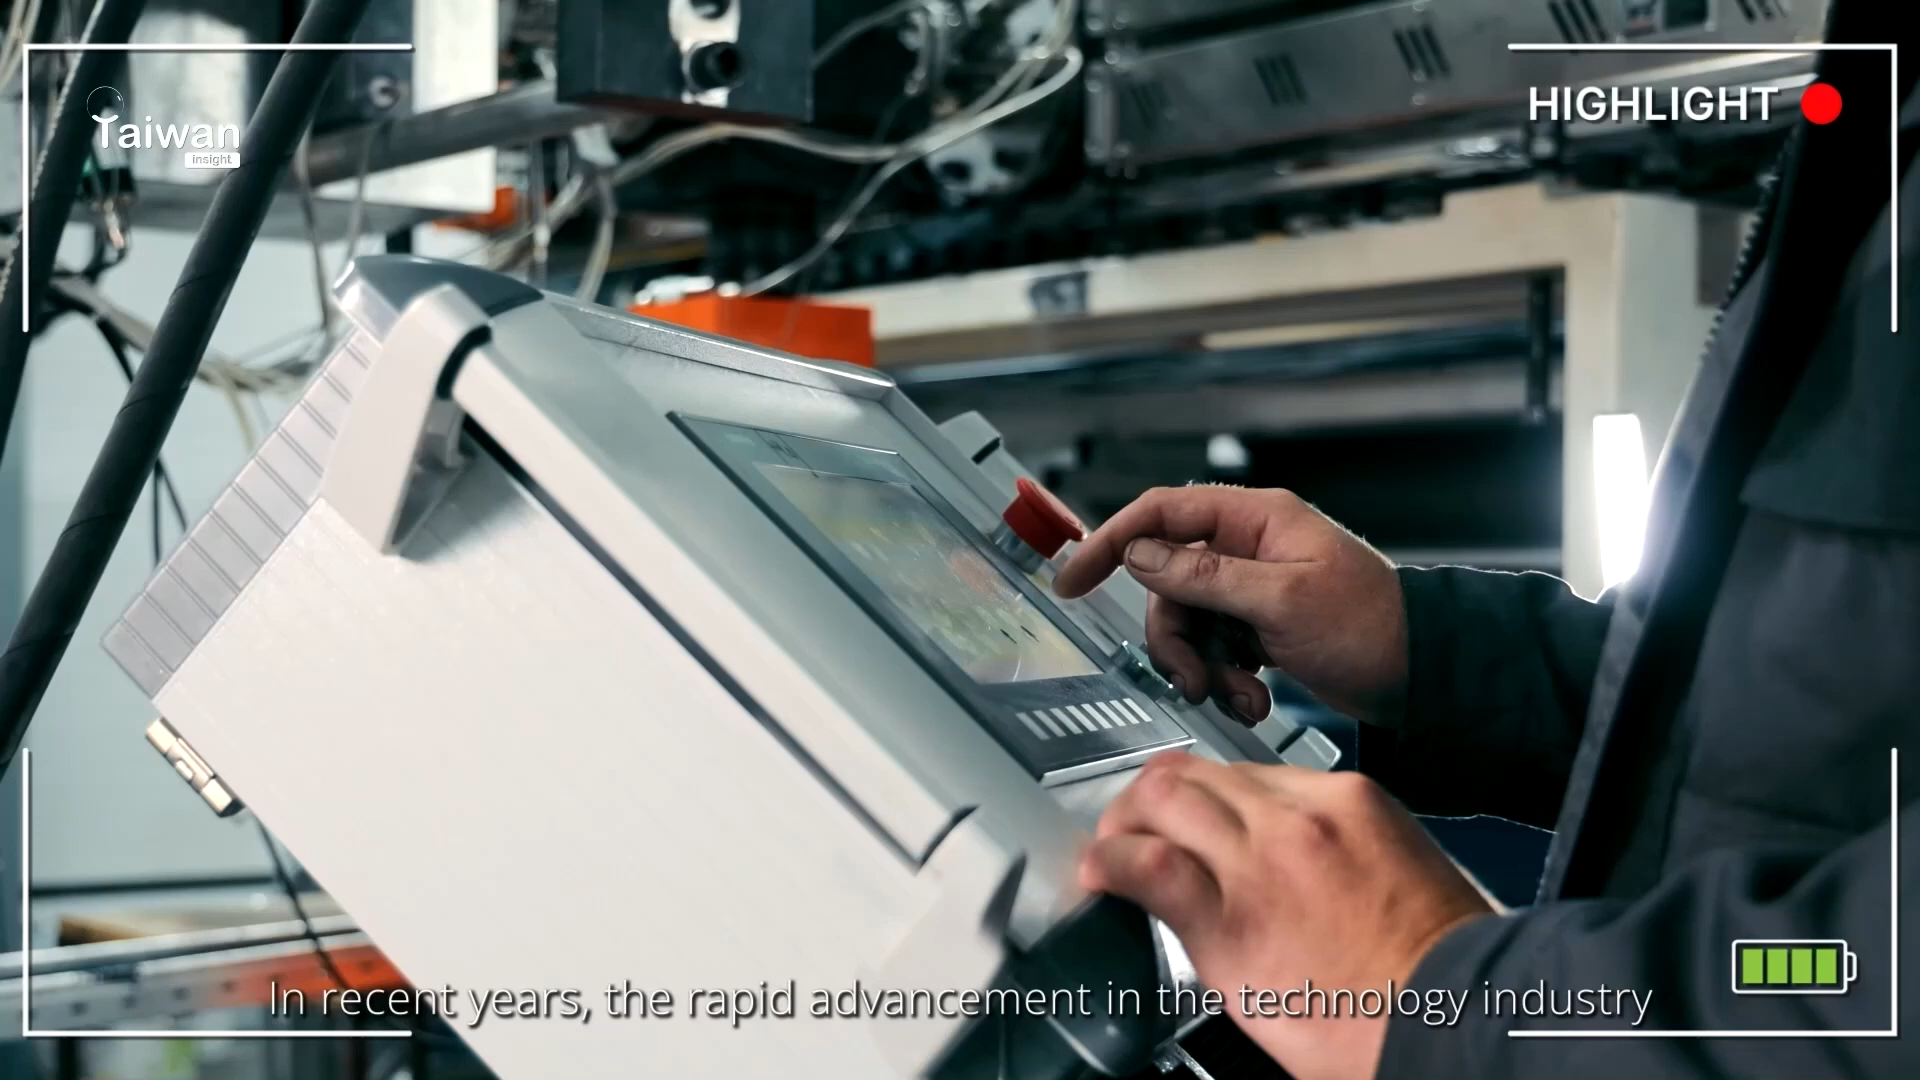 Taiwan
insight
HIGHLIGHT
In recent years, the rapid advancement in the technology industry